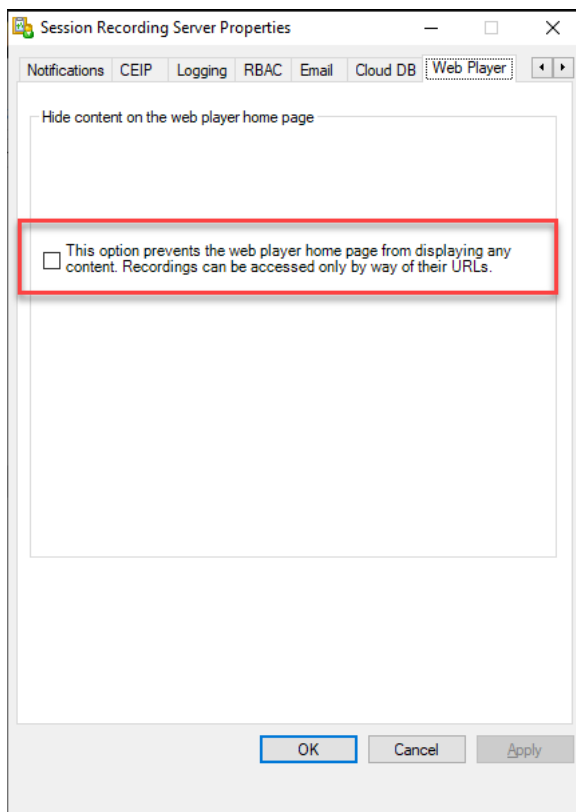 Session Recording Server Properties
Notifications CEIP Logging RBAC Email Cloud DB Web Player
Hide content on the web player home page
This option prevents the web player home page from displaying any
content. Recordings can be accessed only by way of their URLs.
OK Cancel Apply